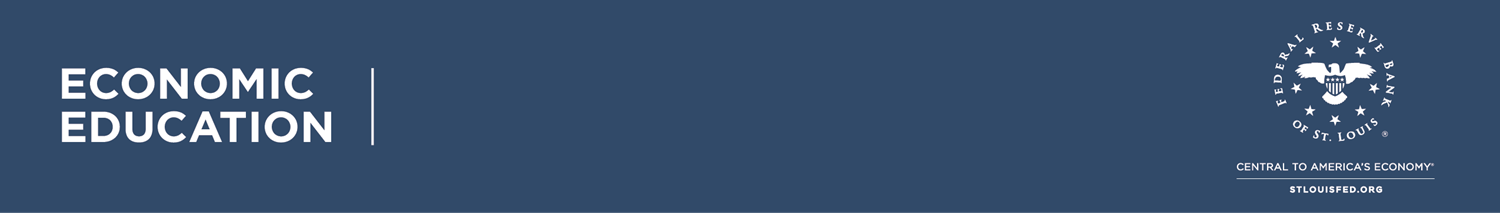 ECONOMIC
EDUCATION
FEDERAL RESERVE BANK
OF ST. LOUIS®
CENTRAL TO AMERICA'S ECONOMY®
STLOUISFED.ORG